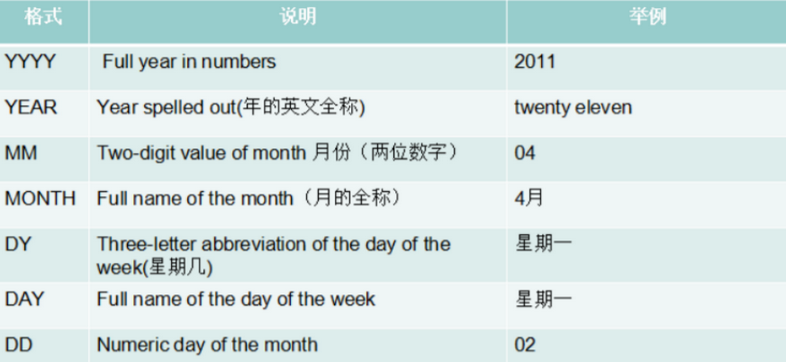 格式 说明 举例
YYYY Full year in numbers 2011
YEAR Year spelled out(年的英文全称) twenty eleven
MM Two-digit value of month 月份（两位数字） 04
MONTH Full name of the month（月的全称） 4月
DY Three-letter abbreviation of the day of the 星期一
week(星期几)
DAY Full name of the day of the week 星期一
DD Numeric day of the month 02